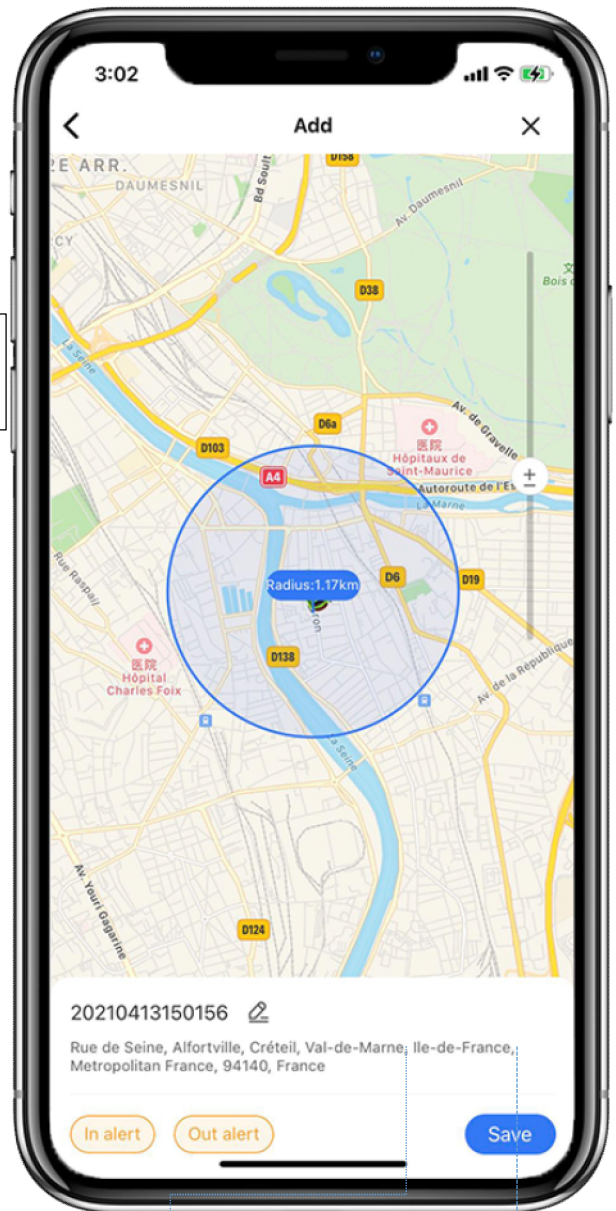 3:02
Add
2E ARR.
DAUMESNIL
Bd Soult
D158
Av. Daumesnil
CY
文
Bois
D38
La Seine
D6a
医院
Hôpitaux de
Saint-Maurice
Av. de Gravelle
D103
A4
Autoroute de l'Es
La Marne
Rue Raspail
Radius:1.17km
D6
D19
医院
Hôpital
Charles Foix
D138
Av. de la République
La Seine
Av. Youri Gagarine
D124
20210413150156
Rue de Seine, Alfortville, Créteil, Val-de-Marne, Ile-de-France,
Metropolitan France, 94140, France
In alert
Out alert
Save